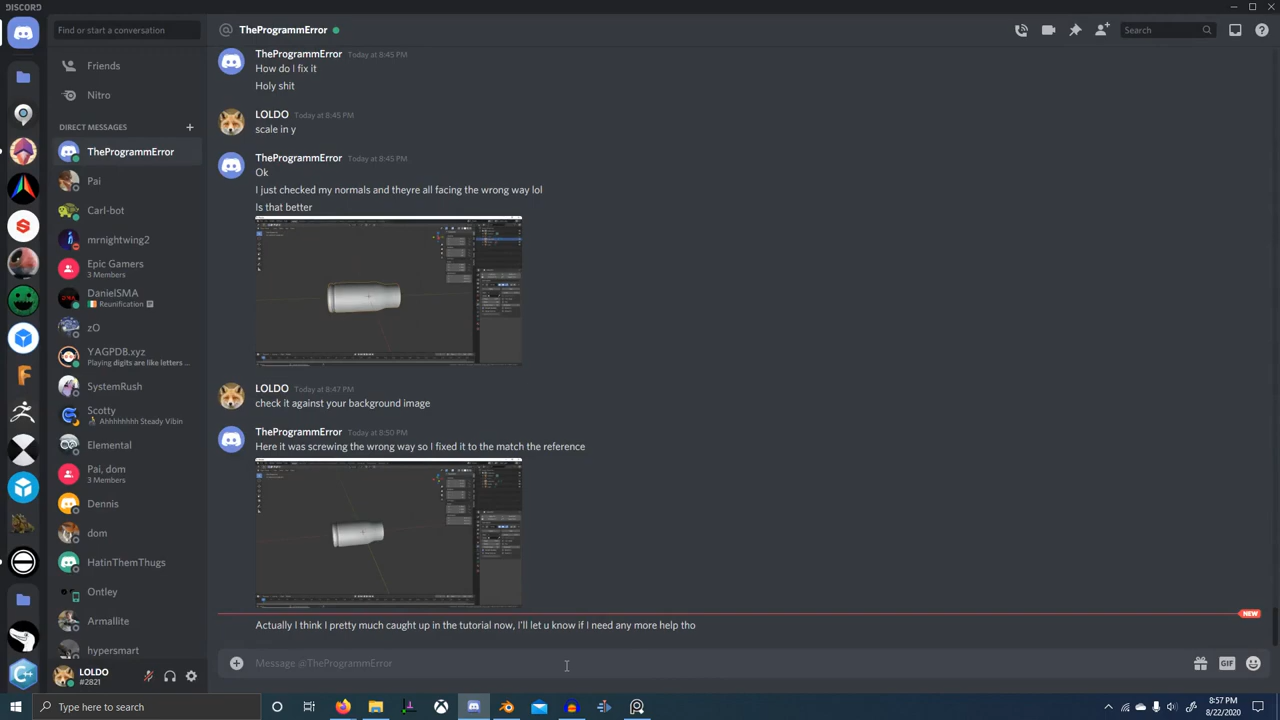 DISCORD
Find or start a conversation
@ TheProgrammError
Search
Friends
Nitro
DIRECT MESSAGES
TheProgrammError
Pai
Carl-bot
mrnightwing2
Epic Gamers
3 Members
DanielSMA
Reunification
zO
YAGPDB.xyz
Playing digits are like letters ...
SystemRush
Scotty
Ahhhhhhhh Steady Vibin
Elemental
Pai, dom
3 Members
Dennis
dom
HatinThemThugs
Ontley
Armallite
hypersmart
LOLDO
#2821
TheProgrammError Today at 8:45 PM
How do I fix it
Holy shit
LOLDO Today at 8:45 PM
scale in y
TheProgrammError Today at 8:45 PM
Ok
I just checked my normals and theyre all facing the wrong way lol
Is that better
LOLDO Today at 8:47 PM
check it against your background image
TheProgrammError Today at 8:50 PM
Here it was screwing the wrong way so I fixed it to the match the reference
NEW
Actually I think I pretty much caught up in the tutorial now, I'll let u know if I need any more help tho
Message @TheProgrammError
GIF
Type here to search
8:57 PM
8/22/2020